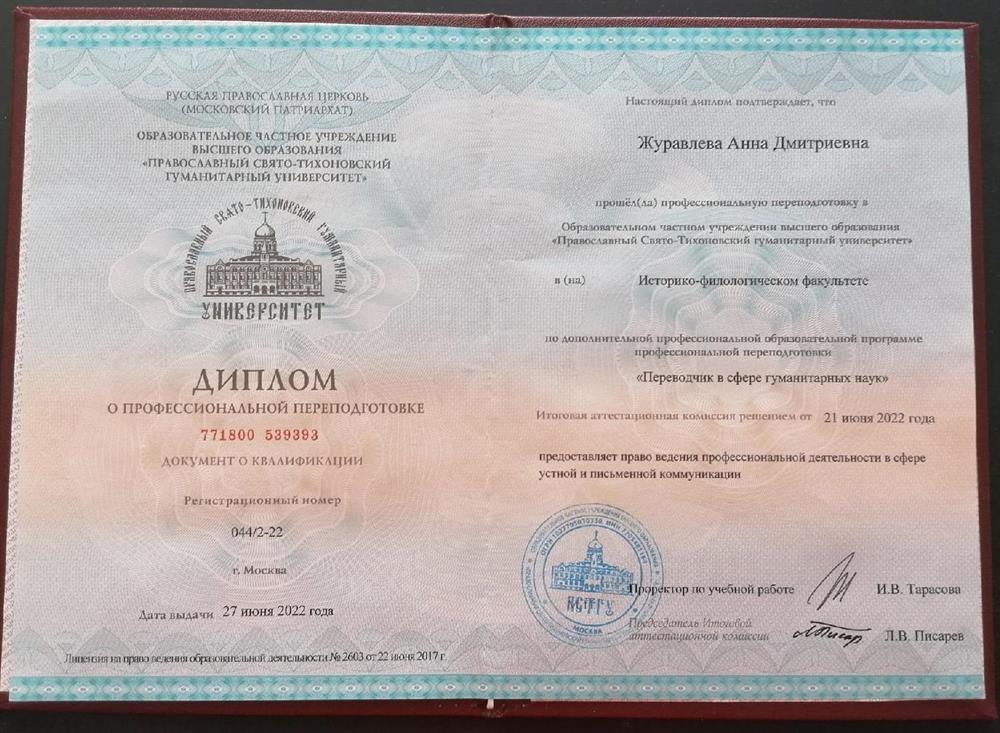 РУССКАЯ ПРАВОСЛАВНАЯ ЦЕРКОВЬ
(МОСКОВСКИЙ ПАТРИАРХАТ)
ОБРАЗОВАТЕЛЬНОЕ ЧАСТНОЕ УЧРЕЖДЕНИЕ
ВЫСШЕГО ОБРАЗОВАНИЯ
«ПРАВОСЛАВНЫЙ СВЯТО-ТИХОНОВСКИЙ
ГУМАНИТАРНЫЙ УНИВЕРСИТЕТ»
ПРАВОСЛАВНЫЙ СВЯТО-ТИХОНОВСКИЙ ГУМАНИТАРНЫЙ
УНИВЕРСИТЕТ
ДИПЛОМ
О ПРОФЕССИОНАЛЬНОЙ ПЕРЕПОДГОТОВКЕ
771800 539393
ДОКУМЕНТ О КВАЛИФИКАЦИИ
Регистрационный номер
044/2-22
г. Москва
Дата выдачи 27 июня 2022 года
Лицензия на право ведения образовательной деятельности № 2603 от 22 июня 2017 г.
Настоящий диплом подтверждает, что
Журавлева Анна Дмитриевна
прошёл(ла) профессиональную переподготовку в
Образовательном частном учреждении высшего образования
«Православный Свято-Тихоновский гуманитарный университет»
в (на) Историко-филологическом факультете
по дополнительной профессиональной образовательной программе
профессиональной переподготовки
«Переводчик в сфере гуманитарных наук»
Итоговая аттестационная комиссия решением от 21 июня 2022 года
предоставляет право ведения профессиональной деятельности в сфере
устной и письменной коммуникации
ПСТГУ
МОСКВА
Проректор по учебной работе И.В. Тарасова
Председатель Итоговой
аттестационной комиссии Л.В. Писарев